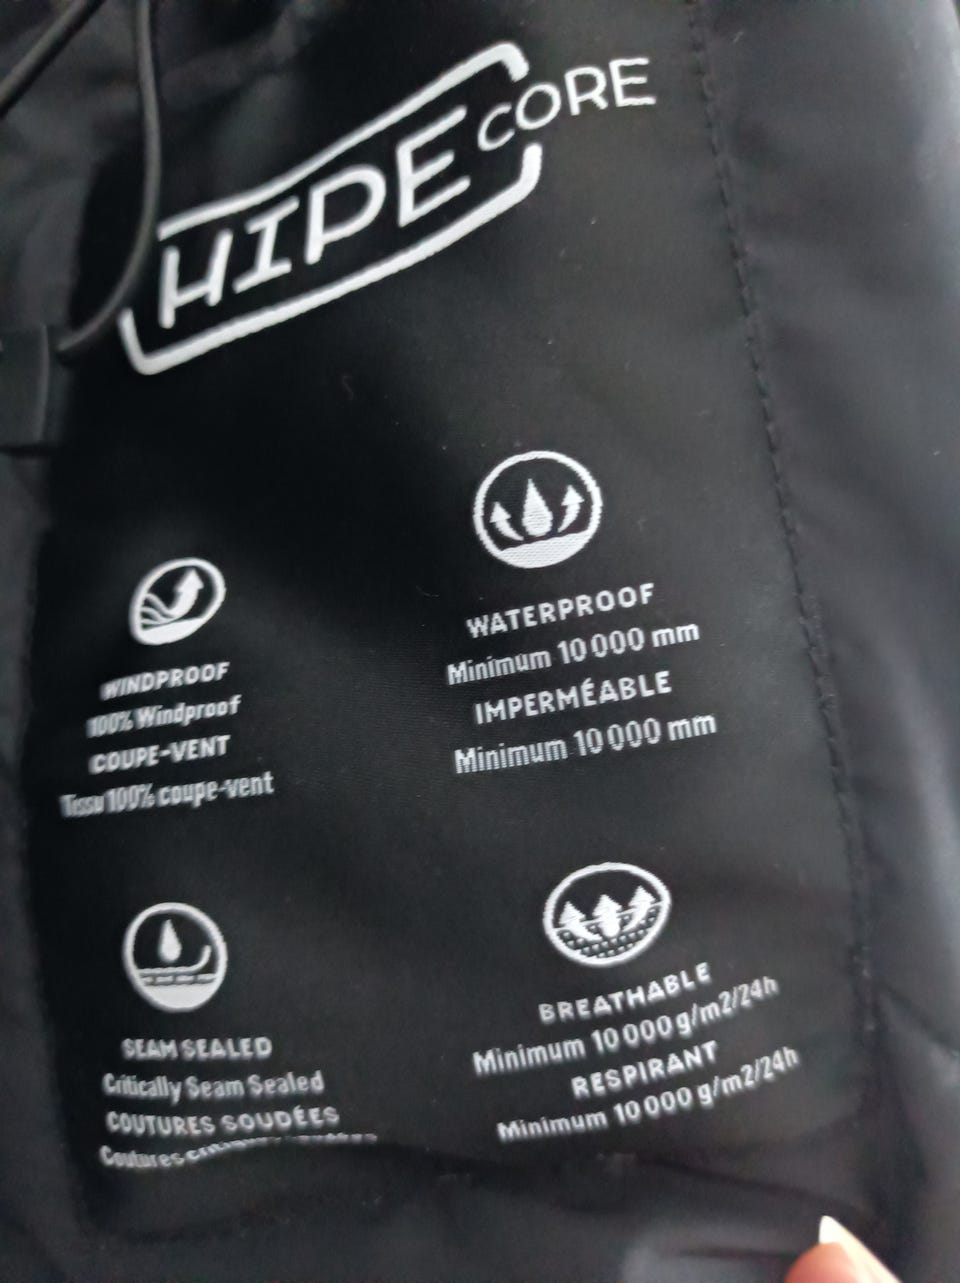 HIPE CORE
WINDPROOF
100% Windproof
COUPE-VENT
Tissu 100% coupe-vent
WATERPROOF
Minimum 10 000 mm
IMPERMÉABLE
Minimum 10 000 mm
SEAM SEALED
Critically Seam Sealed
COUTURES SOUDÉES
Coutures
BREATHABLE
Minimum 10 000 g/m2/24h
RESPIRANT
Minimum 10 000 g/m2/24h